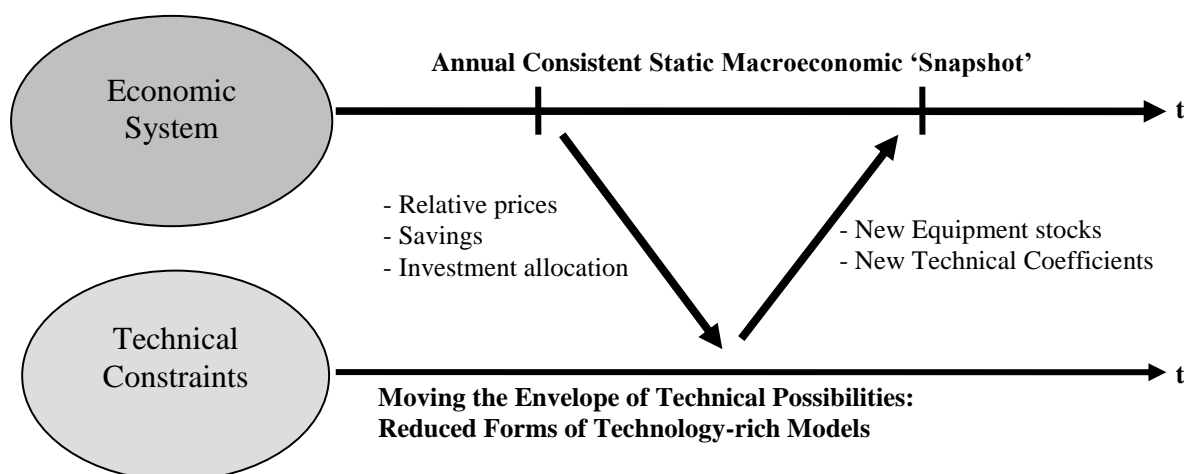 Economic
System
Annual Consistent Static Macroeconomic ‘Snapshot’
t
- Relative prices
- Savings
- Investment allocation
- New Equipment stocks
- New Technical Coefficients
Technical
Constraints
t
Moving the Envelope of Technical Possibilities:
Reduced Forms of Technology-rich Models